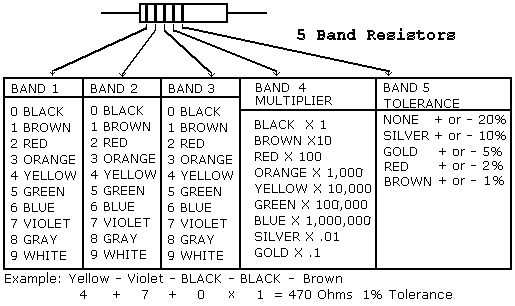 5 Band Resistors
BAND 1
0 BLACK
1 BROWN
2 RED
3 ORANGE
4 YELLOW
5 GREEN
6 BLUE
7 VIOLET
8 GRAY
9 WHITE
BAND 2
0 BLACK
1 BROWN
2 RED
3 ORANGE
4 YELLOW
5 GREEN
6 BLUE
7 VIOLET
8 GRAY
9 WHITE
BAND 3
0 BLACK
1 BROWN
2 RED
3 ORANGE
4 YELLOW
5 GREEN
6 BLUE
7 VIOLET
8 GRAY
9 WHITE
BAND 4
MULTIPLIER
BLACK X 1
BROWN X10
RED X 100
ORANGE X 1,000
YELLOW X 10,000
GREEN X 100,000
BLUE X 1,000,000
SILVER X .01
GOLD X .1
BAND 5
TOLERANCE
NONE + or - 20%
SILVER + or - 10%
GOLD + or - 5%
RED + or - 2%
BROWN + or - 1%
Example: Yellow - Violet - BLACK - BLACK - Brown
4 + 7 + 0 x 1 = 470 Ohms 1% Tolerance